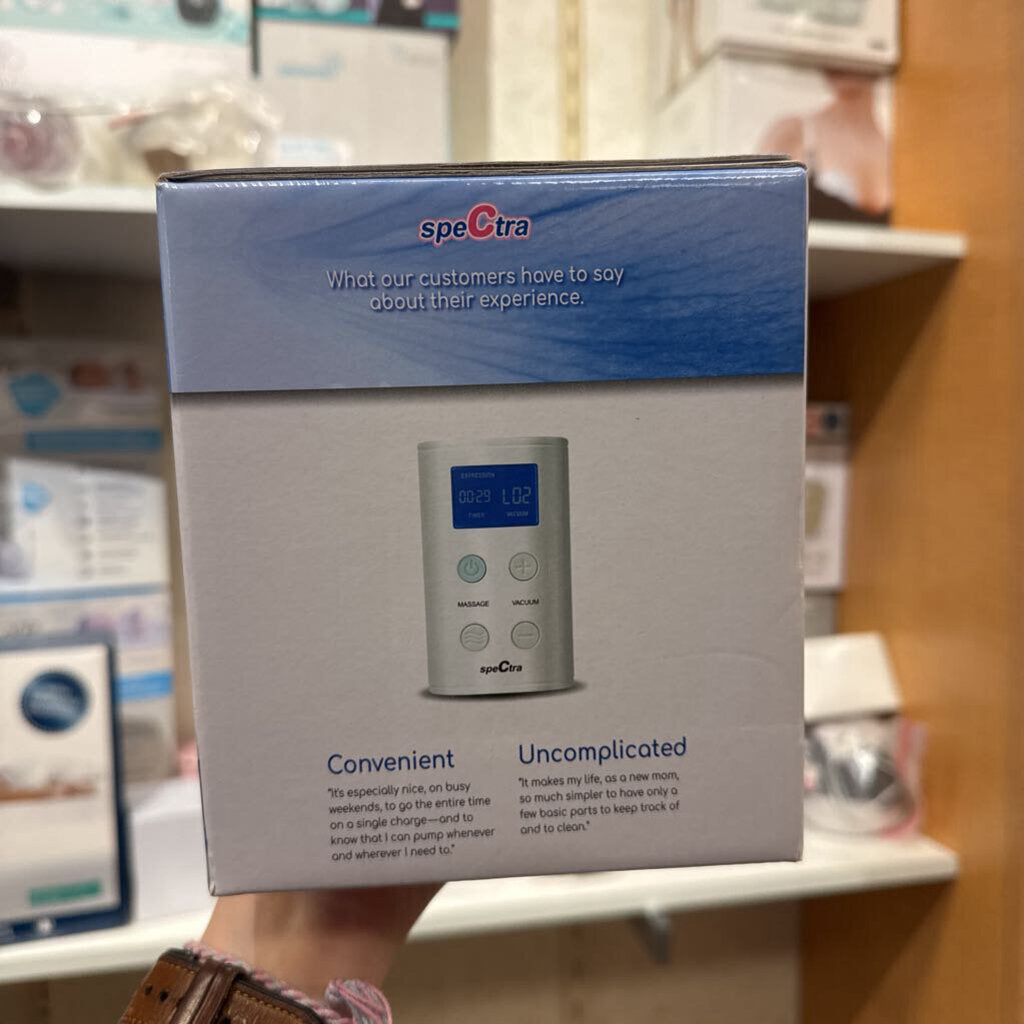 speCtra
What our customers have to say
about their experience.
EXPRESSION
00:29 L02
TIMER VACUUM
MASSAGE VACUUM
speCtra
Convenient
"It's especially nice, on busy
weekends, to go the entire time
on a single charge—and to
know that I can pump whenever
and wherever I need to."
Uncomplicated
"It makes my life, as a new mom,
so much simpler to have only a
few basic parts to keep track of
and to clean."